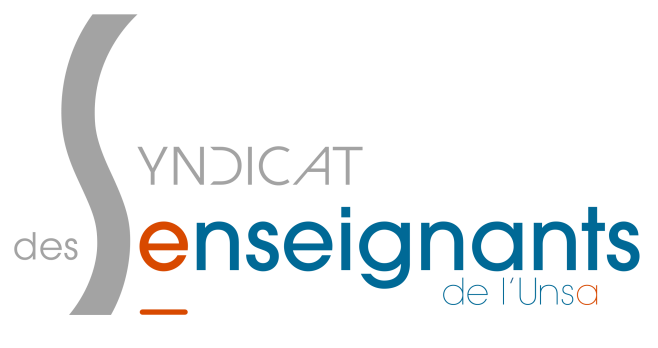 SYNDICAT
des enseignants
de l'Unsa